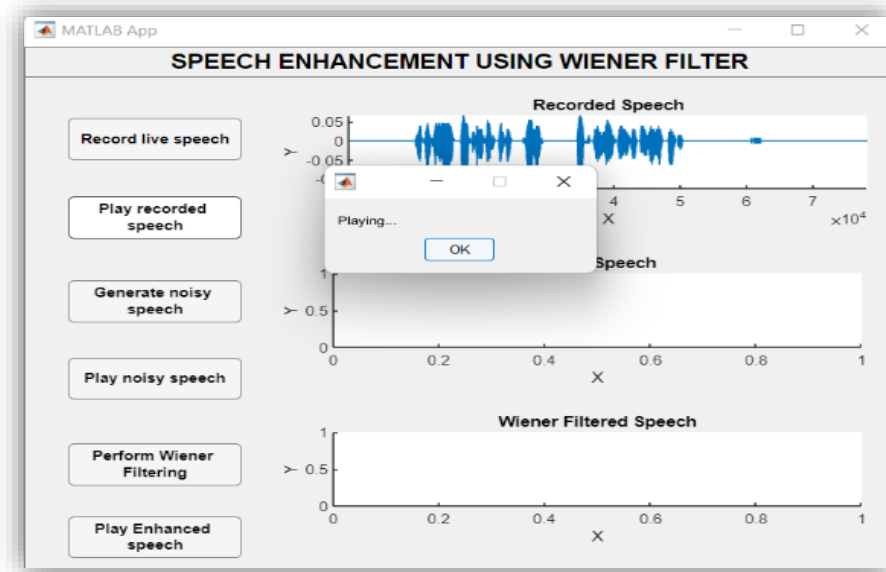 MATLAB App
SPEECH ENHANCEMENT USING WIENER FILTER
Record live speech
Play recorded
speech
Generate noisy
speech
Play noisy speech
Perform Wiener
Filtering
Play Enhanced
speech
Recorded Speech
0.05
0
-0.05
Y
4
5
6
7
×10⁴
X
Playing...
OK
Speech
1
0.5
0
Y
0
0.2
0.4
0.6
0.8
1
X
Wiener Filtered Speech
1
0.5
0
Y
0
0.2
0.4
0.6
0.8
1
X